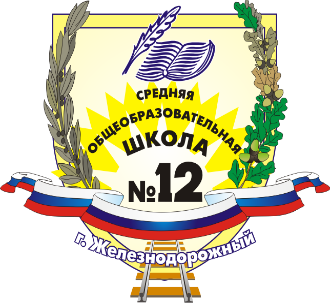 СРЕДНЯЯ
ОБЩЕОБРАЗОВАТЕЛЬНАЯ
ШКОЛА
№12
г. Железнодорожный